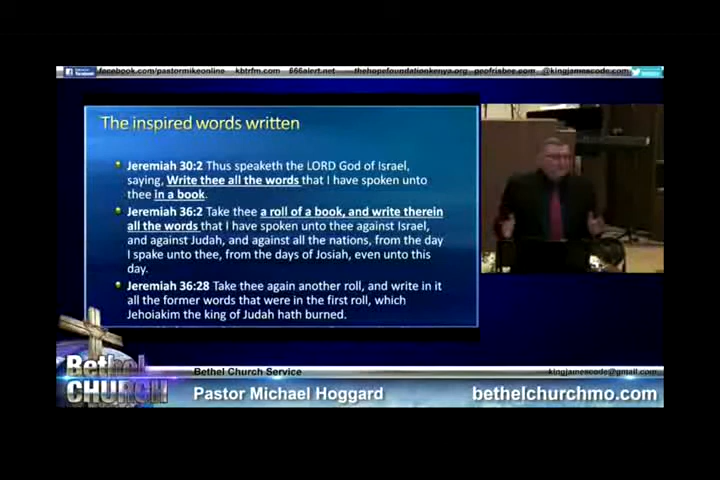 facebook.com/pastormikeonline kbtrfm.com 666alert.net thehopefoundationkenya.org geofrisbee.com @kingjamescode.com
The inspired words written
Jeremiah 30:2 Thus speaketh the LORD God of Israel,
saying, Write thee all the words that I have spoken unto
thee in a book.
Jeremiah 36:2 Take thee a roll of a book, and write therein
all the words that I have spoken unto thee against Israel,
and against Judah, and against all the nations, from the day
I spake unto thee, from the days of Josiah, even unto this
day.
Jeremiah 36:28 Take thee again another roll, and write in it
all the former words that were in the first roll, which
Jehoiakim the king of Judah hath burned.
Bethel
CHURCH
Bethel Church Service
kingjamescode@gmail.com
Pastor Michael Hoggard
bethelchurchmo.com